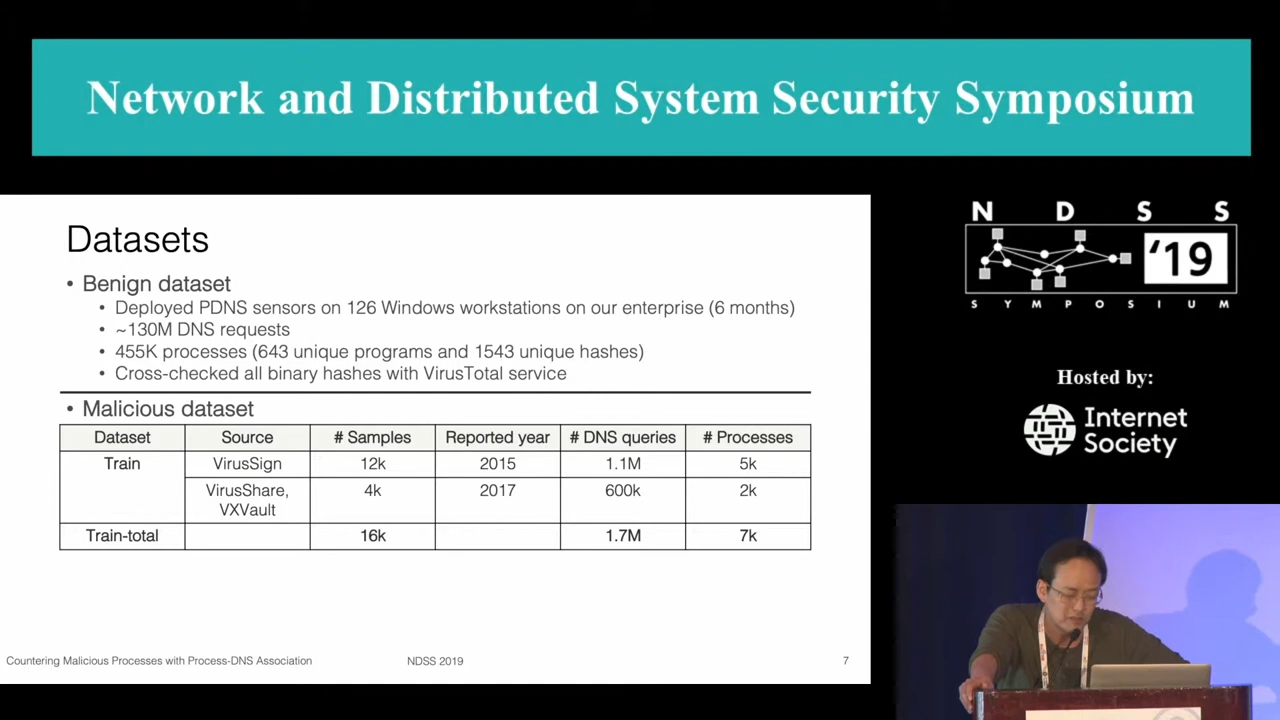 Network and Distributed System Security Symposium
N D S S
'19
S Y M P O S I U M
Hosted by:
Internet
Society
Datasets
• Benign dataset
• Deployed PDNS sensors on 126 Windows workstations on our enterprise (6 months)
• ~130M DNS requests
• 455K processes (643 unique programs and 1543 unique hashes)
• Cross-checked all binary hashes with VirusTotal service
• Malicious dataset
Dataset Source # Samples Reported year # DNS queries # Processes
Train VirusSign 12k 2015 1.1M 5k
VirusShare, 4k 2017 600k 2k
VXVault
Train-total 16k 1.7M 7k
Countering Malicious Processes with Process-DNS Association NDSS 2019 7